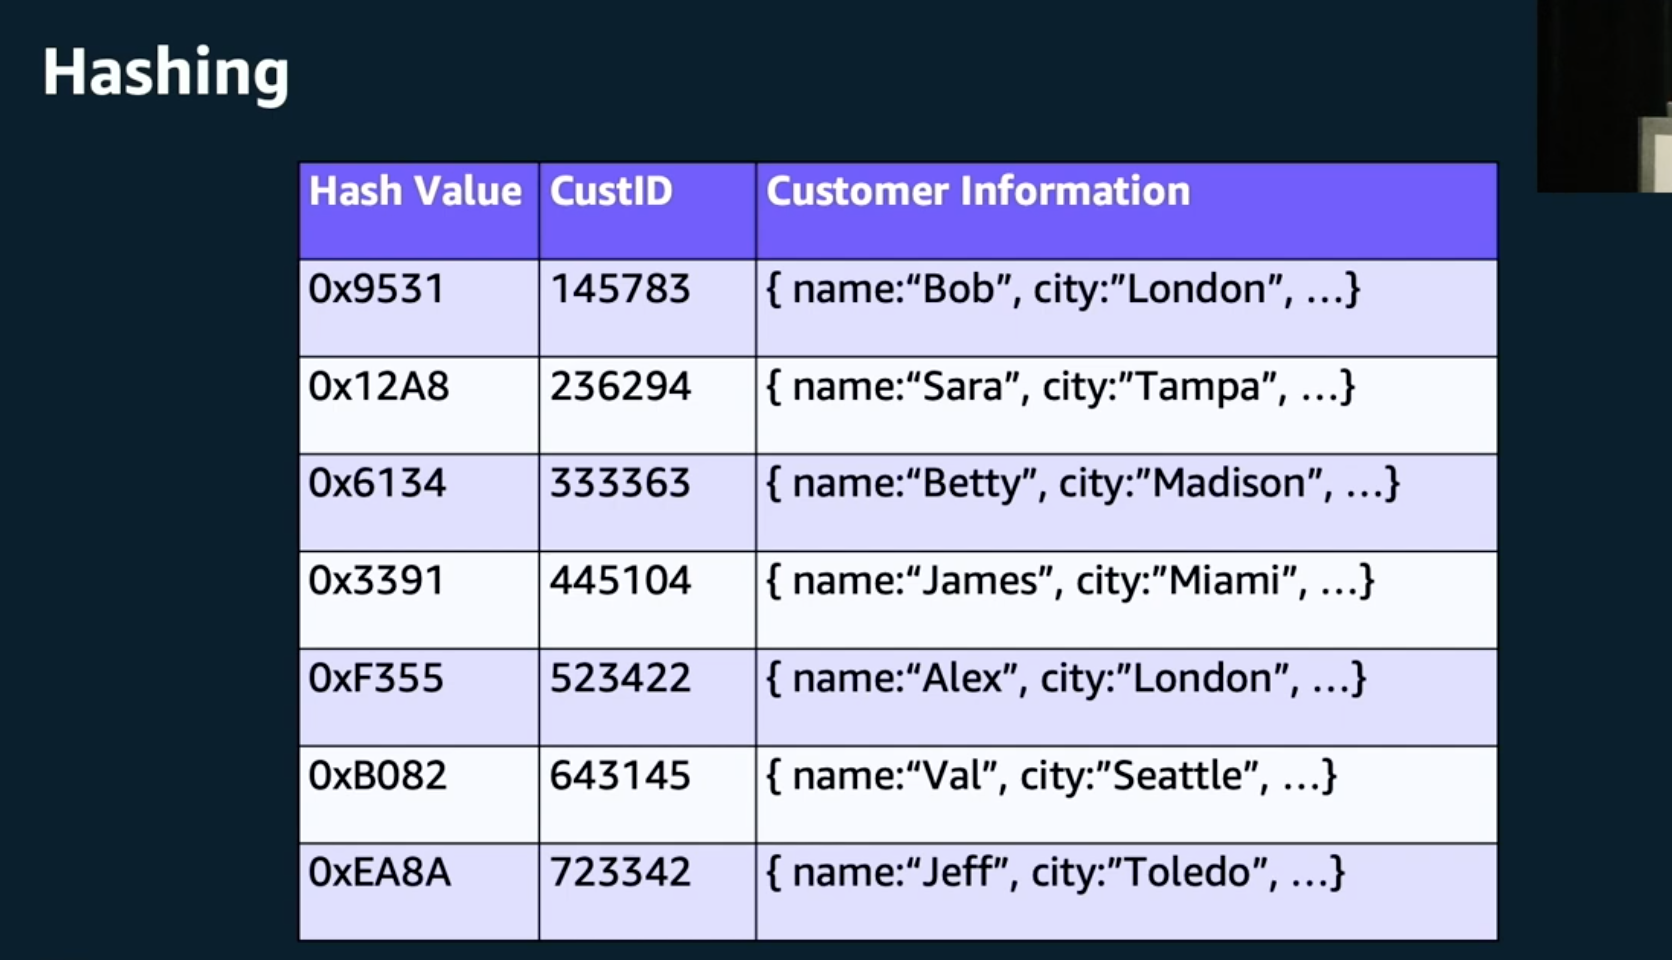 Hashing
Hash Value CustID Customer Information
0x9531 145783 { name:“Bob”, city:”London”, ...}
0x12A8 236294 { name:“Sara”, city:”Tampa”, ...}
0x6134 333363 { name:“Betty”, city:”Madison”, ...}
0x3391 445104 { name:“James”, city:”Miami”, ...}
0xF355 523422 { name:“Alex”, city:”London”, ...}
0xB082 643145 { name:“Val”, city:”Seattle”, ...}
0xEA8A 723342 { name:“Jeff”, city:”Toledo”, ...}